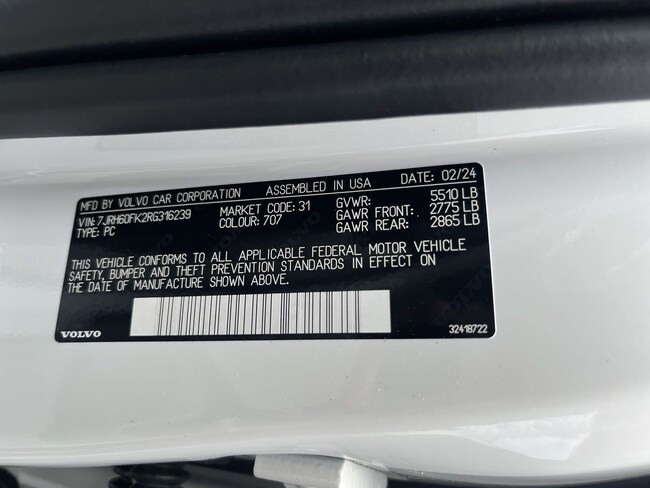 MFD BY VOLVO CAR CORPORATION ASSEMBLED IN USA DATE: 02/24
VIN: 7JRH60FK2RG316239 MARKET CODE: 31 GVWR: 5510 LB
TYPE: PC COLOUR: 707 GAWR FRONT: 2775 LB
GAWR REAR: 2865 LB
THIS VEHICLE CONFORMS TO ALL APPLICABLE FEDERAL MOTOR VEHICLE
SAFETY, BUMPER AND THEFT PREVENTION STANDARDS IN EFFECT ON
THE DATE OF MANUFACTURE SHOWN ABOVE.
VOLVO 32418722